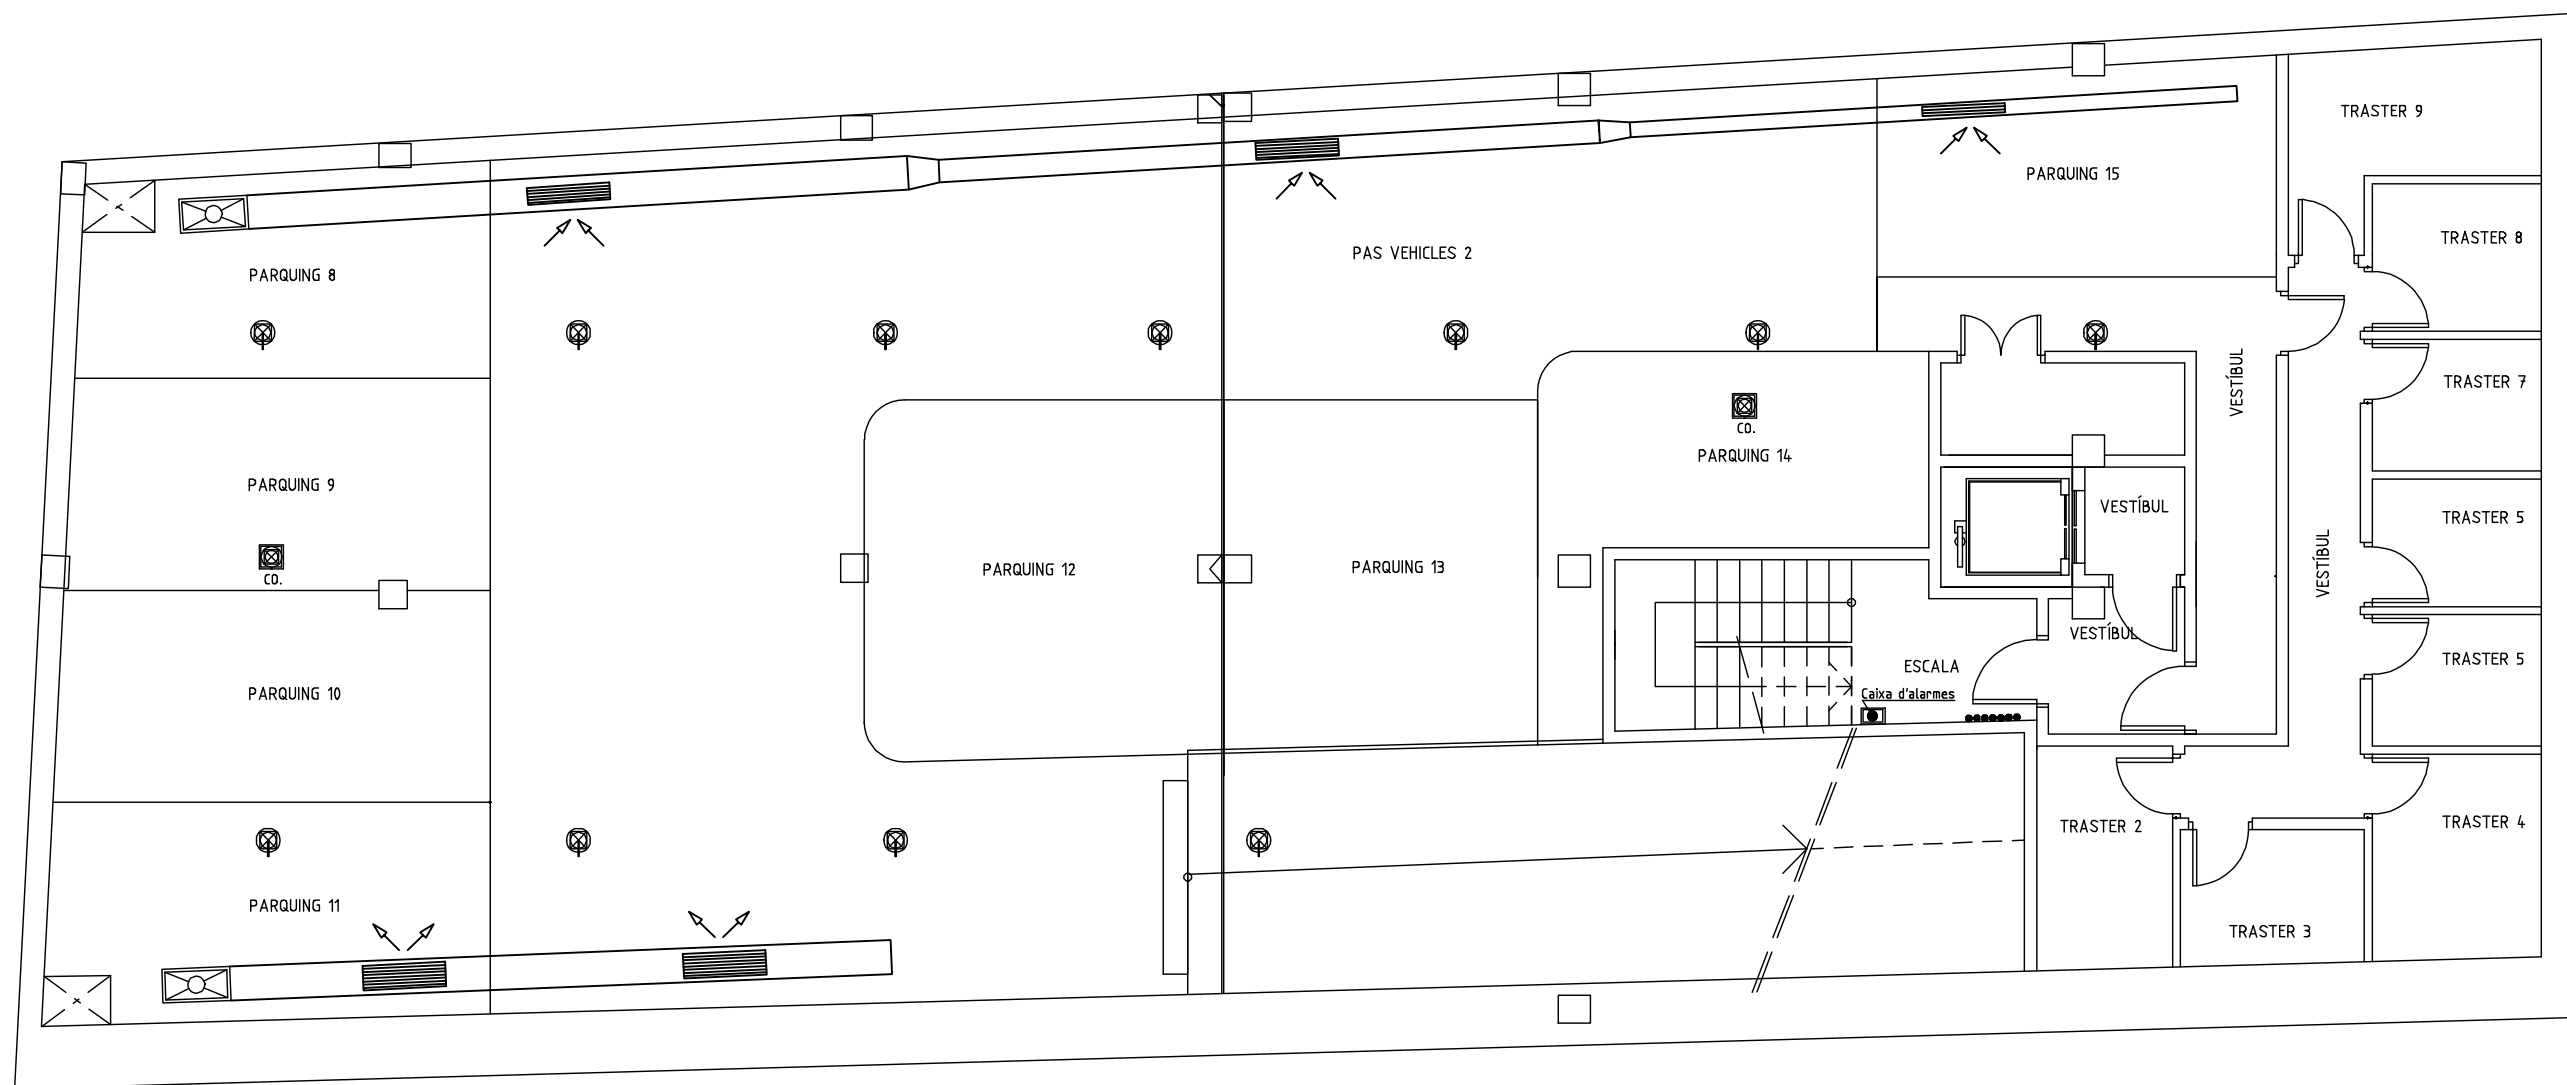 TRASTER 9
PARQUING 15
TRASTER 8
PAS VEHICLES 2
PARQUING 8
VESTÍBUL
TRASTER 7
CO.
PARQUING 14
PARQUING 9
VESTÍBUL
TRASTER 5
VESTÍBUL
PARQUING 12
PARQUING 13
CO.
VESTÍBUL
TRASTER 5
ESCALA
PARQUING 10
Caixa d'alarmes
TRASTER 2
TRASTER 4
PARQUING 11
TRASTER 3